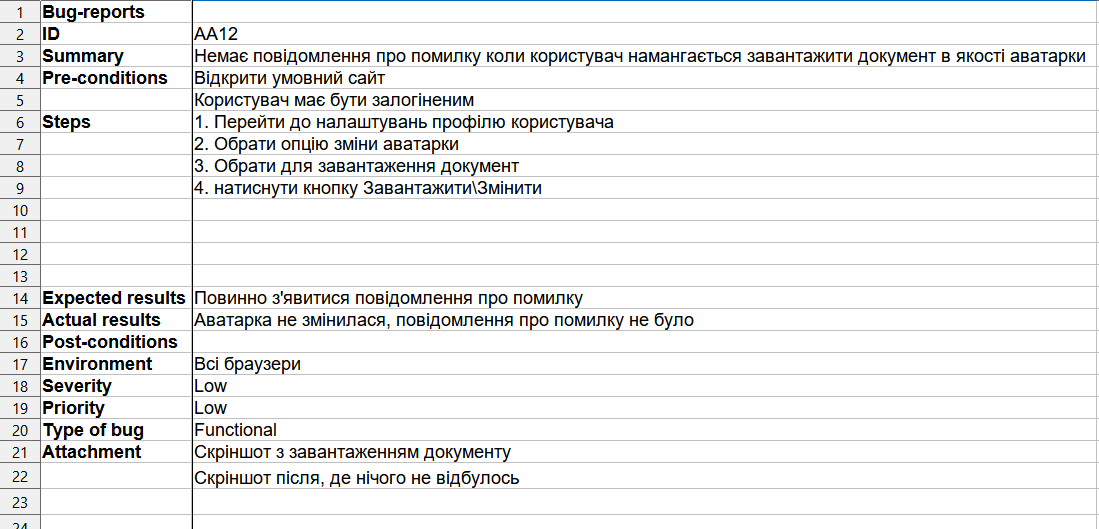 1 Bug-reports
2 ID AA12
3 Summary Немає повідомлення про помилку коли користувач намангається завантажити документ в якості аватарки
4 Pre-conditions Відкрити умовний сайт
5 Користувач має бути залогіненим
6 Steps 1. Перейти до налаштувань профілю користувача
7 2. Обрати опцію зміни аватарки
8 3. Обрати для завантаження документ
9 4. натиснути кнопку Завантажити\Змінити
10
11
12
13
14 Expected results Повинно з'явитися повідомлення про помилку
15 Actual results Аватарка не змінилася, повідомлення про помилку не було
16 Post-conditions
17 Environment Всі браузери
18 Severity Low
19 Priority Low
20 Type of bug Functional
21 Attachment Скріншот з завантаженням документу
22 Скріншот після, де нічого не відбулось
23
24